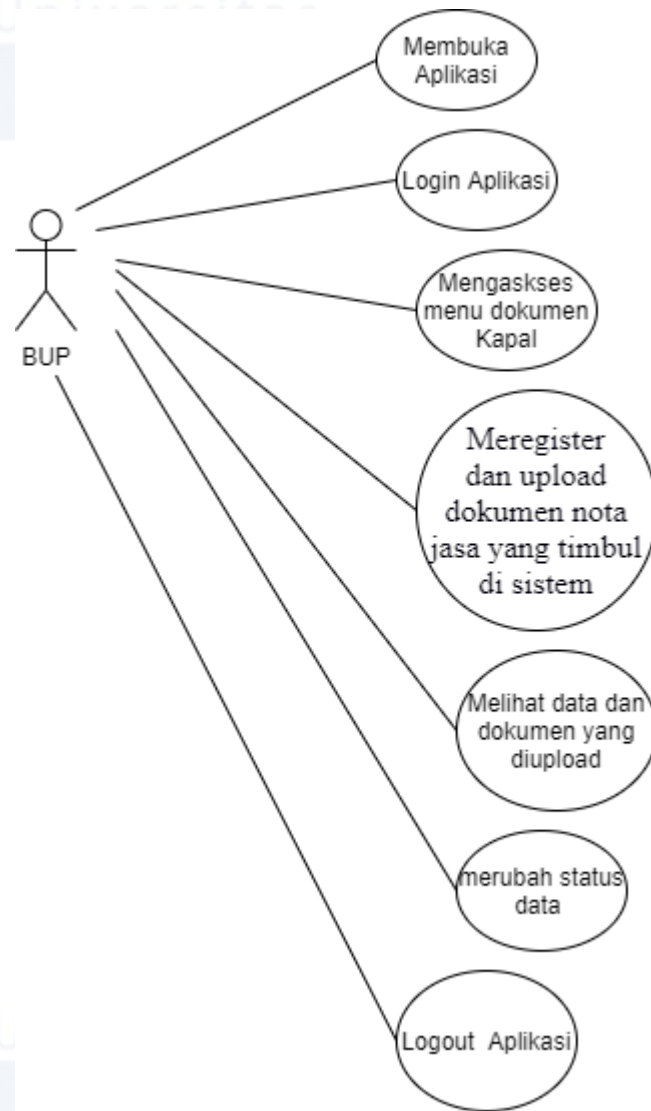 Membuka
Aplikasi
Login Aplikasi
Mengaskses
menu dokumen
Kapal
BUP
Meregister
dan upload
dokumen nota
jasa yang timbul
di sistem
Melihat data dan
dokumen yang
diupload
merubah status
data
Logout Aplikasi